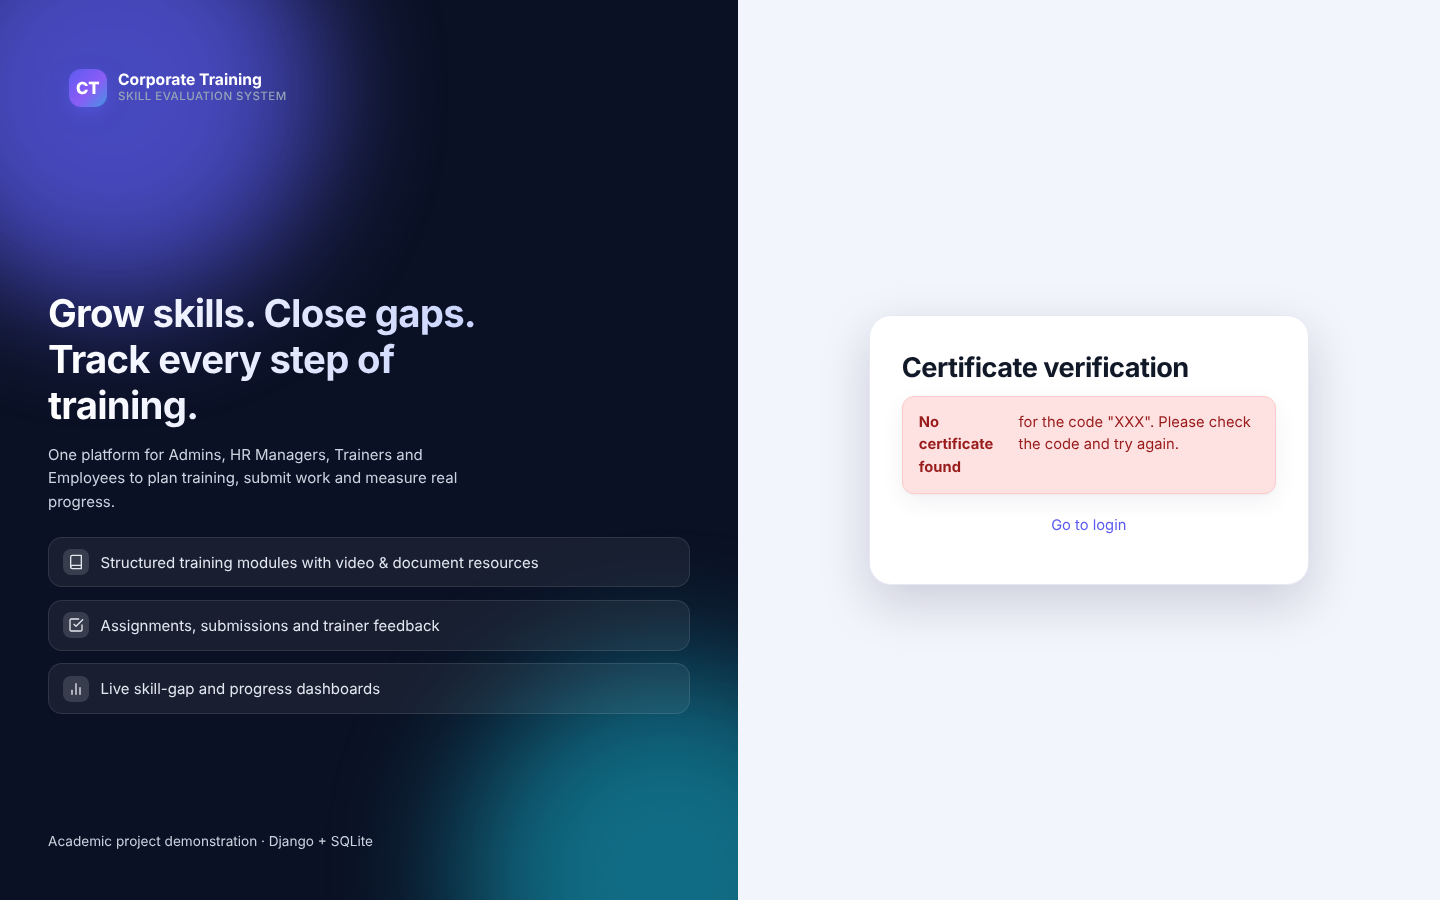 CT
Corporate Training
SKILL EVALUATION SYSTEM
Grow skills. Close gaps.
Track every step of
training.
One platform for Admins, HR Managers, Trainers and
Employees to plan training, submit work and measure real
progress.
Structured training modules with video & document resources
Assignments, submissions and trainer feedback
Live skill-gap and progress dashboards
Academic project demonstration · Django + SQLite
Certificate verification
No
certificate
found
for the code "XXX". Please check
the code and try again.
Go to login